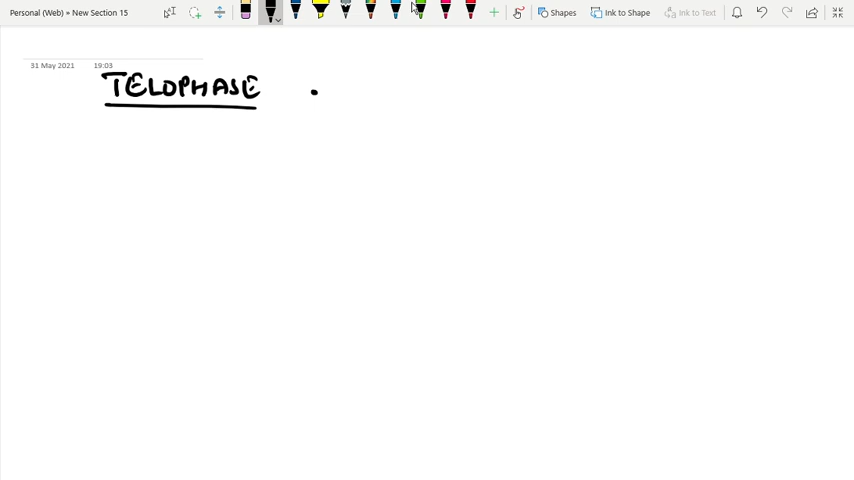 Personal (Web) » New Section 15
Shapes
Ink to Shape
Ink to Text
31 May 2021 19:03
TELOPHASE .